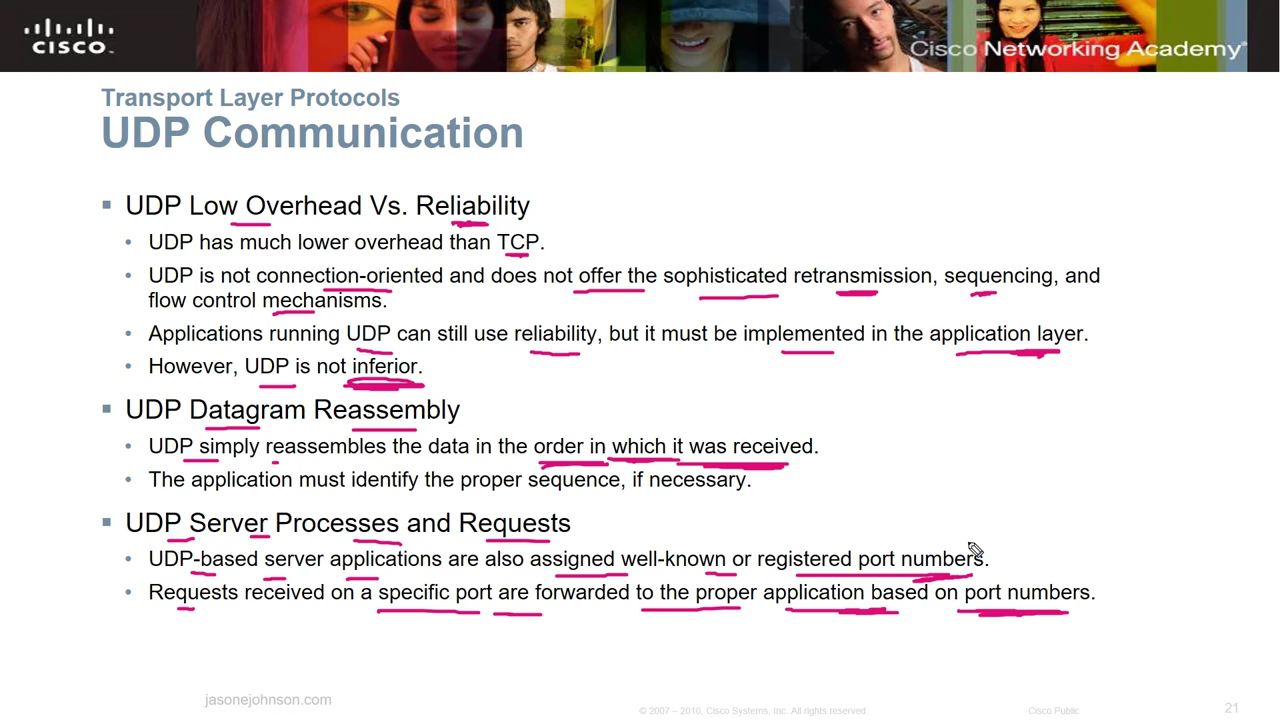 CISCO
Cisco Networking Academy
Transport Layer Protocols
UDP Communication
UDP Low Overhead Vs. Reliability
UDP has much lower overhead than TCP.
UDP is not connection-oriented and does not offer the sophisticated retransmission, sequencing, and
flow control mechanisms.
Applications running UDP can still use reliability, but it must be implemented in the application layer.
However, UDP is not inferior.
UDP Datagram Reassembly
UDP simply reassembles the data in the order in which it was received.
The application must identify the proper sequence, if necessary.
UDP Server Processes and Requests
UDP-based server applications are also assigned well-known or registered port numbers.
Requests received on a specific port are forwarded to the proper application based on port numbers.
jasonejohnson.com
© 2007 – 2010, Cisco Systems, Inc. All rights reserved.
Cisco Public
21